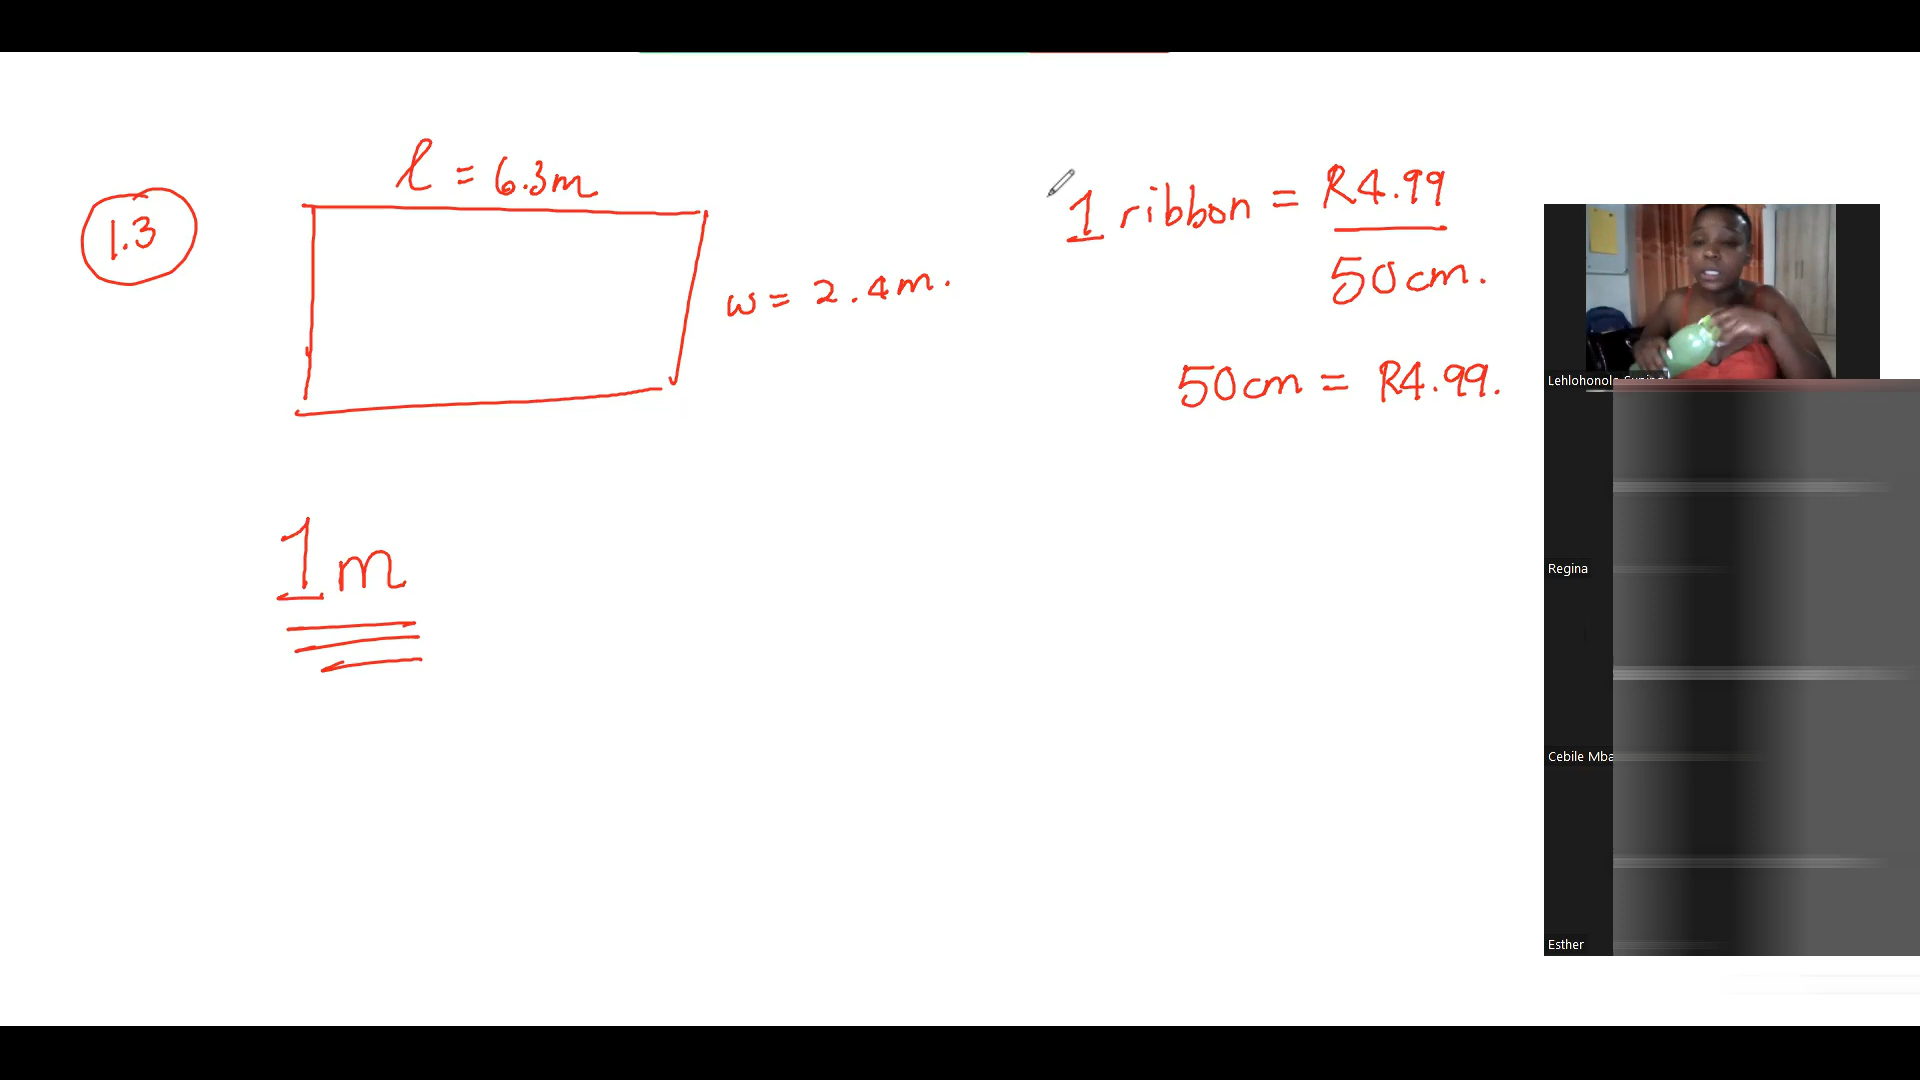 1.3
l = 6.3m
w = 2.4m.
1 ribbon = R4.99
50cm.
50cm = R4.99.
1m
Lehlohonolo
Regina
Cebile Mba
Esther